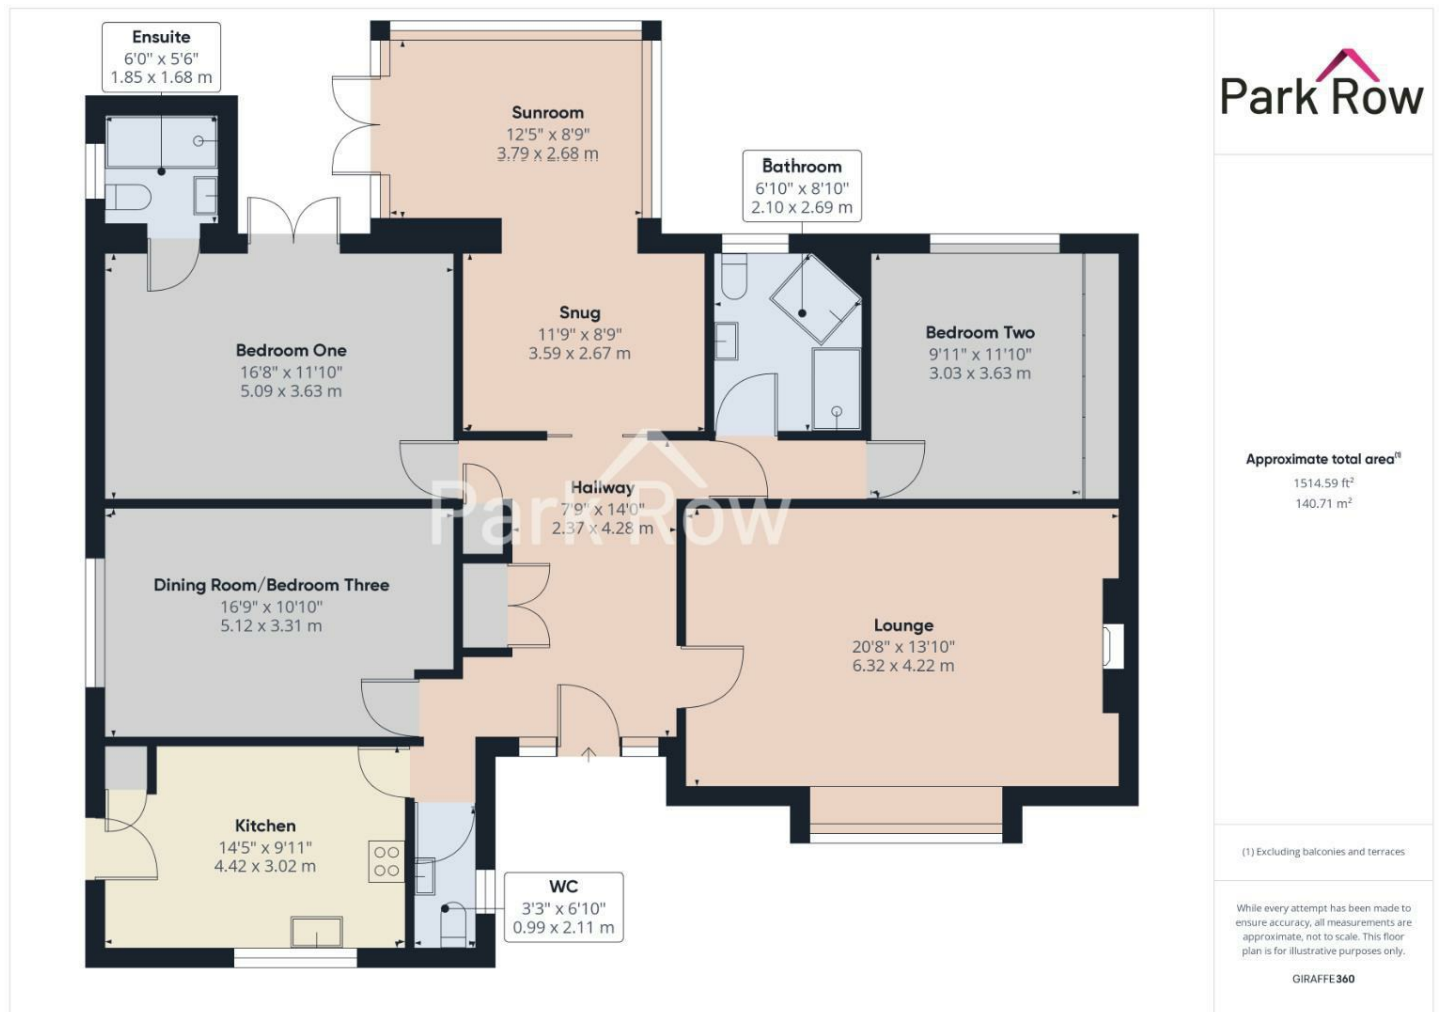 Ensuite
6'0" x 5'6"
1.85 x 1.68 m
Sunroom
12'5" x 8'9"
3.79 x 2.68 m
Bathroom
6'10" x 8'10"
2.10 x 2.69 m
Snug
11'9" x 8'9"
3.59 x 2.67 m
Bedroom One
16'8" x 11'10"
5.09 x 3.63 m
Bedroom Two
9'11" x 11'10"
3.03 x 3.63 m
Hallway
7'9" x 14'0"
2.37 x 4.28 m
Park Row
Dining Room/Bedroom Three
16'9" x 10'10"
5.12 x 3.31 m
Lounge
20'8" x 13'10"
6.32 x 4.22 m
Kitchen
14'5" x 9'11"
4.42 x 3.02 m
WC
3'3" x 6'10"
0.99 x 2.11 m
Park Row
Approximate total area(1)
1514.59 ft²
140.71 m²
(1) Excluding balconies and terraces
While every attempt has been made to
ensure accuracy, all measurements are
approximate, not to scale. This floor
plan is for illustrative purposes only.
GIRAFFE360